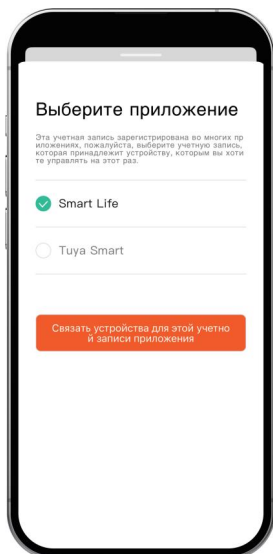 Выберите приложение
Эта учетная запись зарегистрирована во многих пр
иложениях, пожалуйста, выберите учетную запись,
которая принадлежит устройству, которым вы хоти
те управлять на этот раз.
Smart Life
Tuya Smart
Связать устройства для этой учетно
й записи приложения